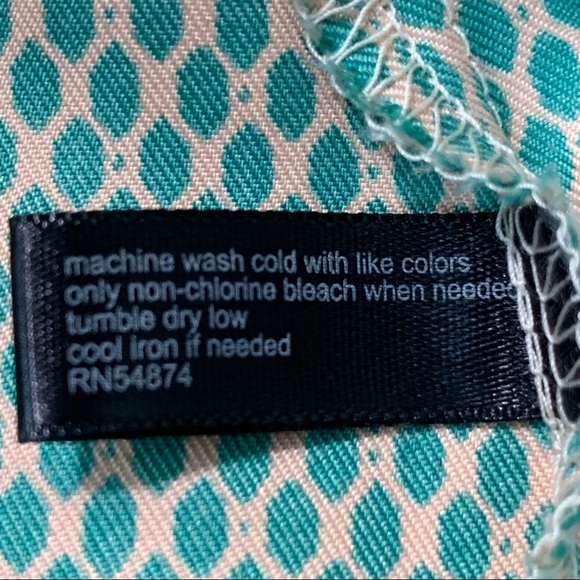 machine wash cold with like colors
only non-chlorine bleach when needed
tumble dry low
cool iron if needed
RN54874